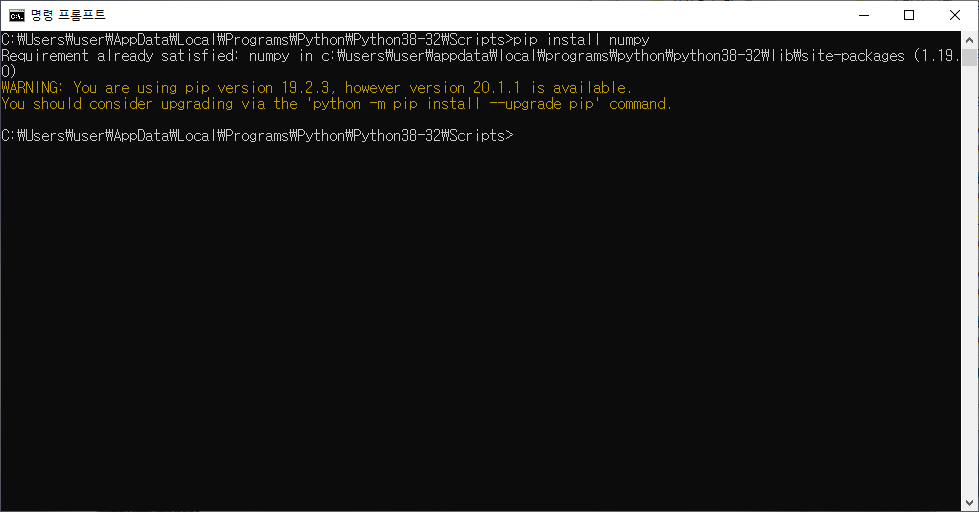 명령 프롬프트
C:₩Users₩user₩AppData₩Local₩Programs₩Python₩Python38-32₩Scripts>pip install numpy
Requirement already satisfied: numpy in c:₩users₩user₩appdata₩local₩programs₩python₩python38-32₩lib₩site-packages (1.19.
0)
WARNING: You are using pip version 19.2.3, however version 20.1.1 is available.
You should consider upgrading via the 'python -m pip install --upgrade pip' command.
C:₩Users₩user₩AppData₩Local₩Programs₩Python₩Python38-32₩Scripts>